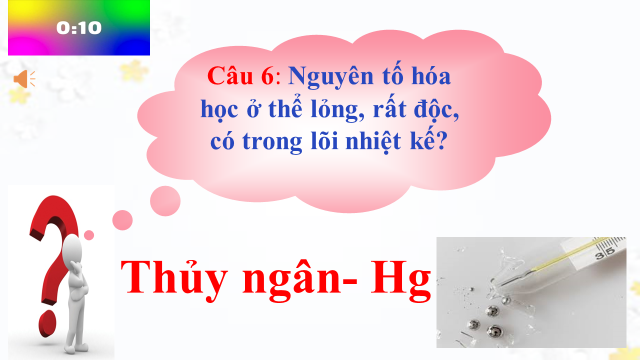 0:10
Câu 6: Nguyên tố hóa
học ở thể lỏng, rất độc,
có trong lõi nhiệt kế?
Thủy ngân- Hg
35